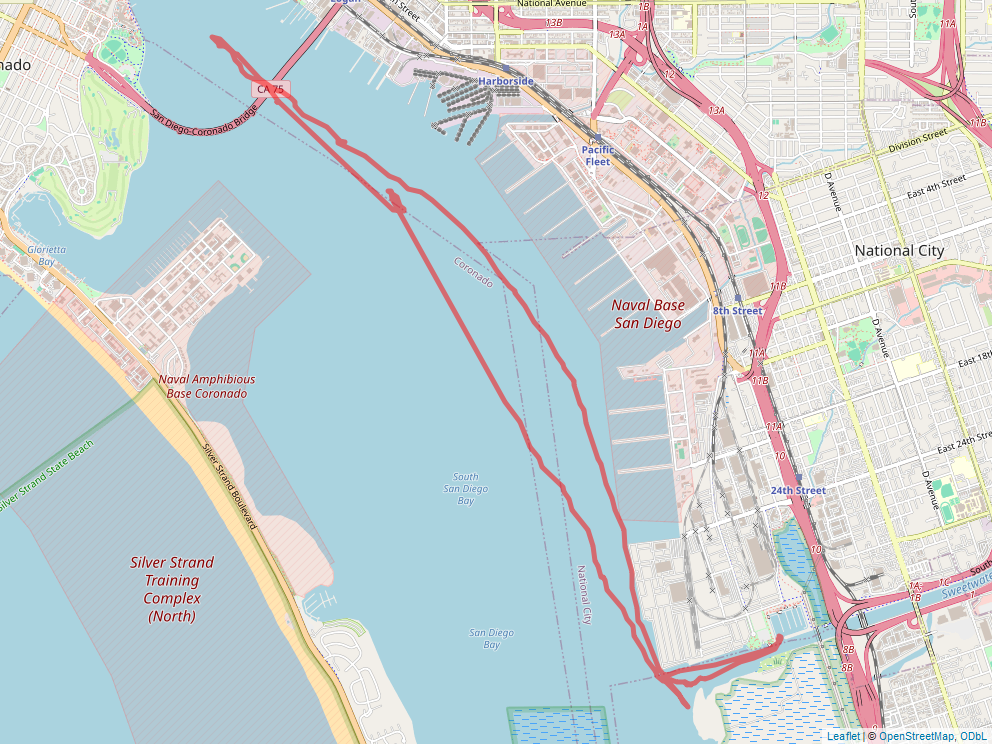 National Avenue
1B
13B
13A
13A
11A
12
Harborside
CA 75
13A
San Diego-Coronado Bridge
11B
Division Street
Pacific
Fleet
12
D Avenue
East 4th Street
Glorietta
Bay
National City
Coronado
11B
Naval Base
San Diego
8th Street
D Avenue
11A
East 18th
11B
Naval Amphibious
Base Coronado
11A
East 24th Street
10
Silver Strand State Beach
Silver Strand Boulevard
South
San Diego
Bay
24th Street
D Avenue
10
Silver Strand
Training
Complex
(North)
National City
1A
1C
1B
South
Sweetwater
San Diego
Bay
8B
8B
9
Leaflet | © OpenStreetMap, ODbL